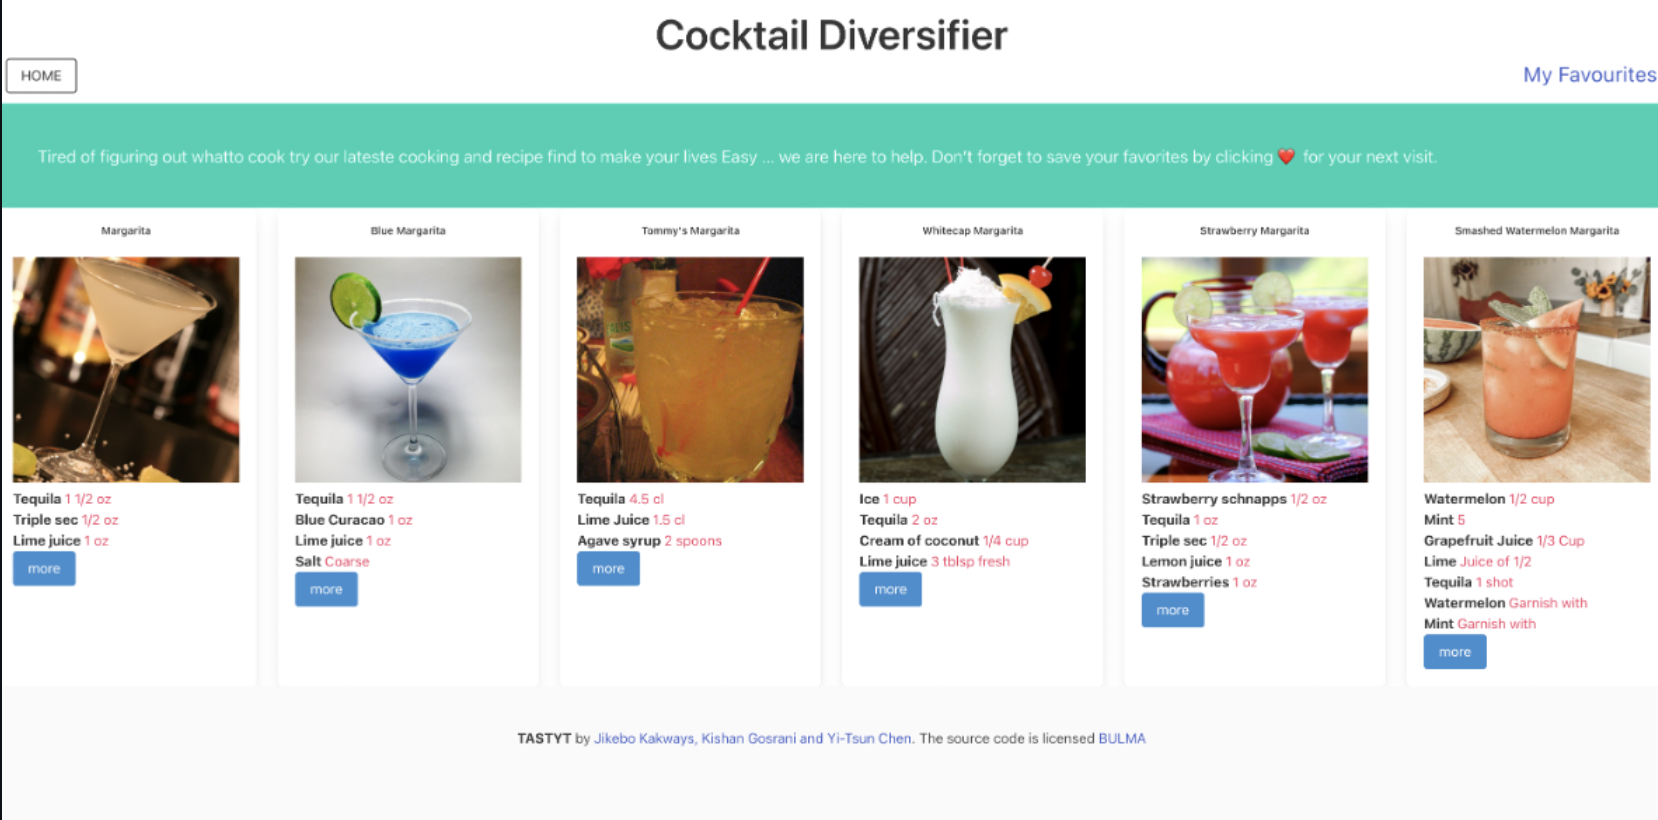 Cocktail Diversifier
HOME
My Favourites
Tired of figuring out whatto cook try our lateste cooking and recipe find to make your lives Easy ... we are here to help. Don't forget to save your favorites by clicking ❤️ for your next visit.
Margarita
Tequila 1 1/2 oz
Triple sec 1/2 oz
Lime juice 1 oz
more
Blue Margarita
Tequila 1 1/2 oz
Blue Curacao 1 oz
Lime juice 1 oz
Salt Coarse
more
Tommy's Margarita
Tequila 4.5 cl
Lime Juice 1.5 cl
Agave syrup 2 spoons
more
Whitecap Margarita
Ice 1 cup
Tequila 2 oz
Cream of coconut 1/4 cup
Lime juice 3 tblsp fresh
more
Strawberry Margarita
Strawberry schnapps 1/2 oz
Tequila 1 oz
Triple sec 1/2 oz
Lemon juice 1 oz
Strawberries 1 oz
more
Smashed Watermelon Margarita
Watermelon 1/2 cup
Mint 5
Grapefruit Juice 1/3 Cup
Lime Juice of 1/2
Tequila 1 shot
Watermelon Garnish with
Mint Garnish with
more
TASTYT by Jikebo Kakways, Kishan Gosrani and Yi-Tsun Chen. The source code is licensed BULMA